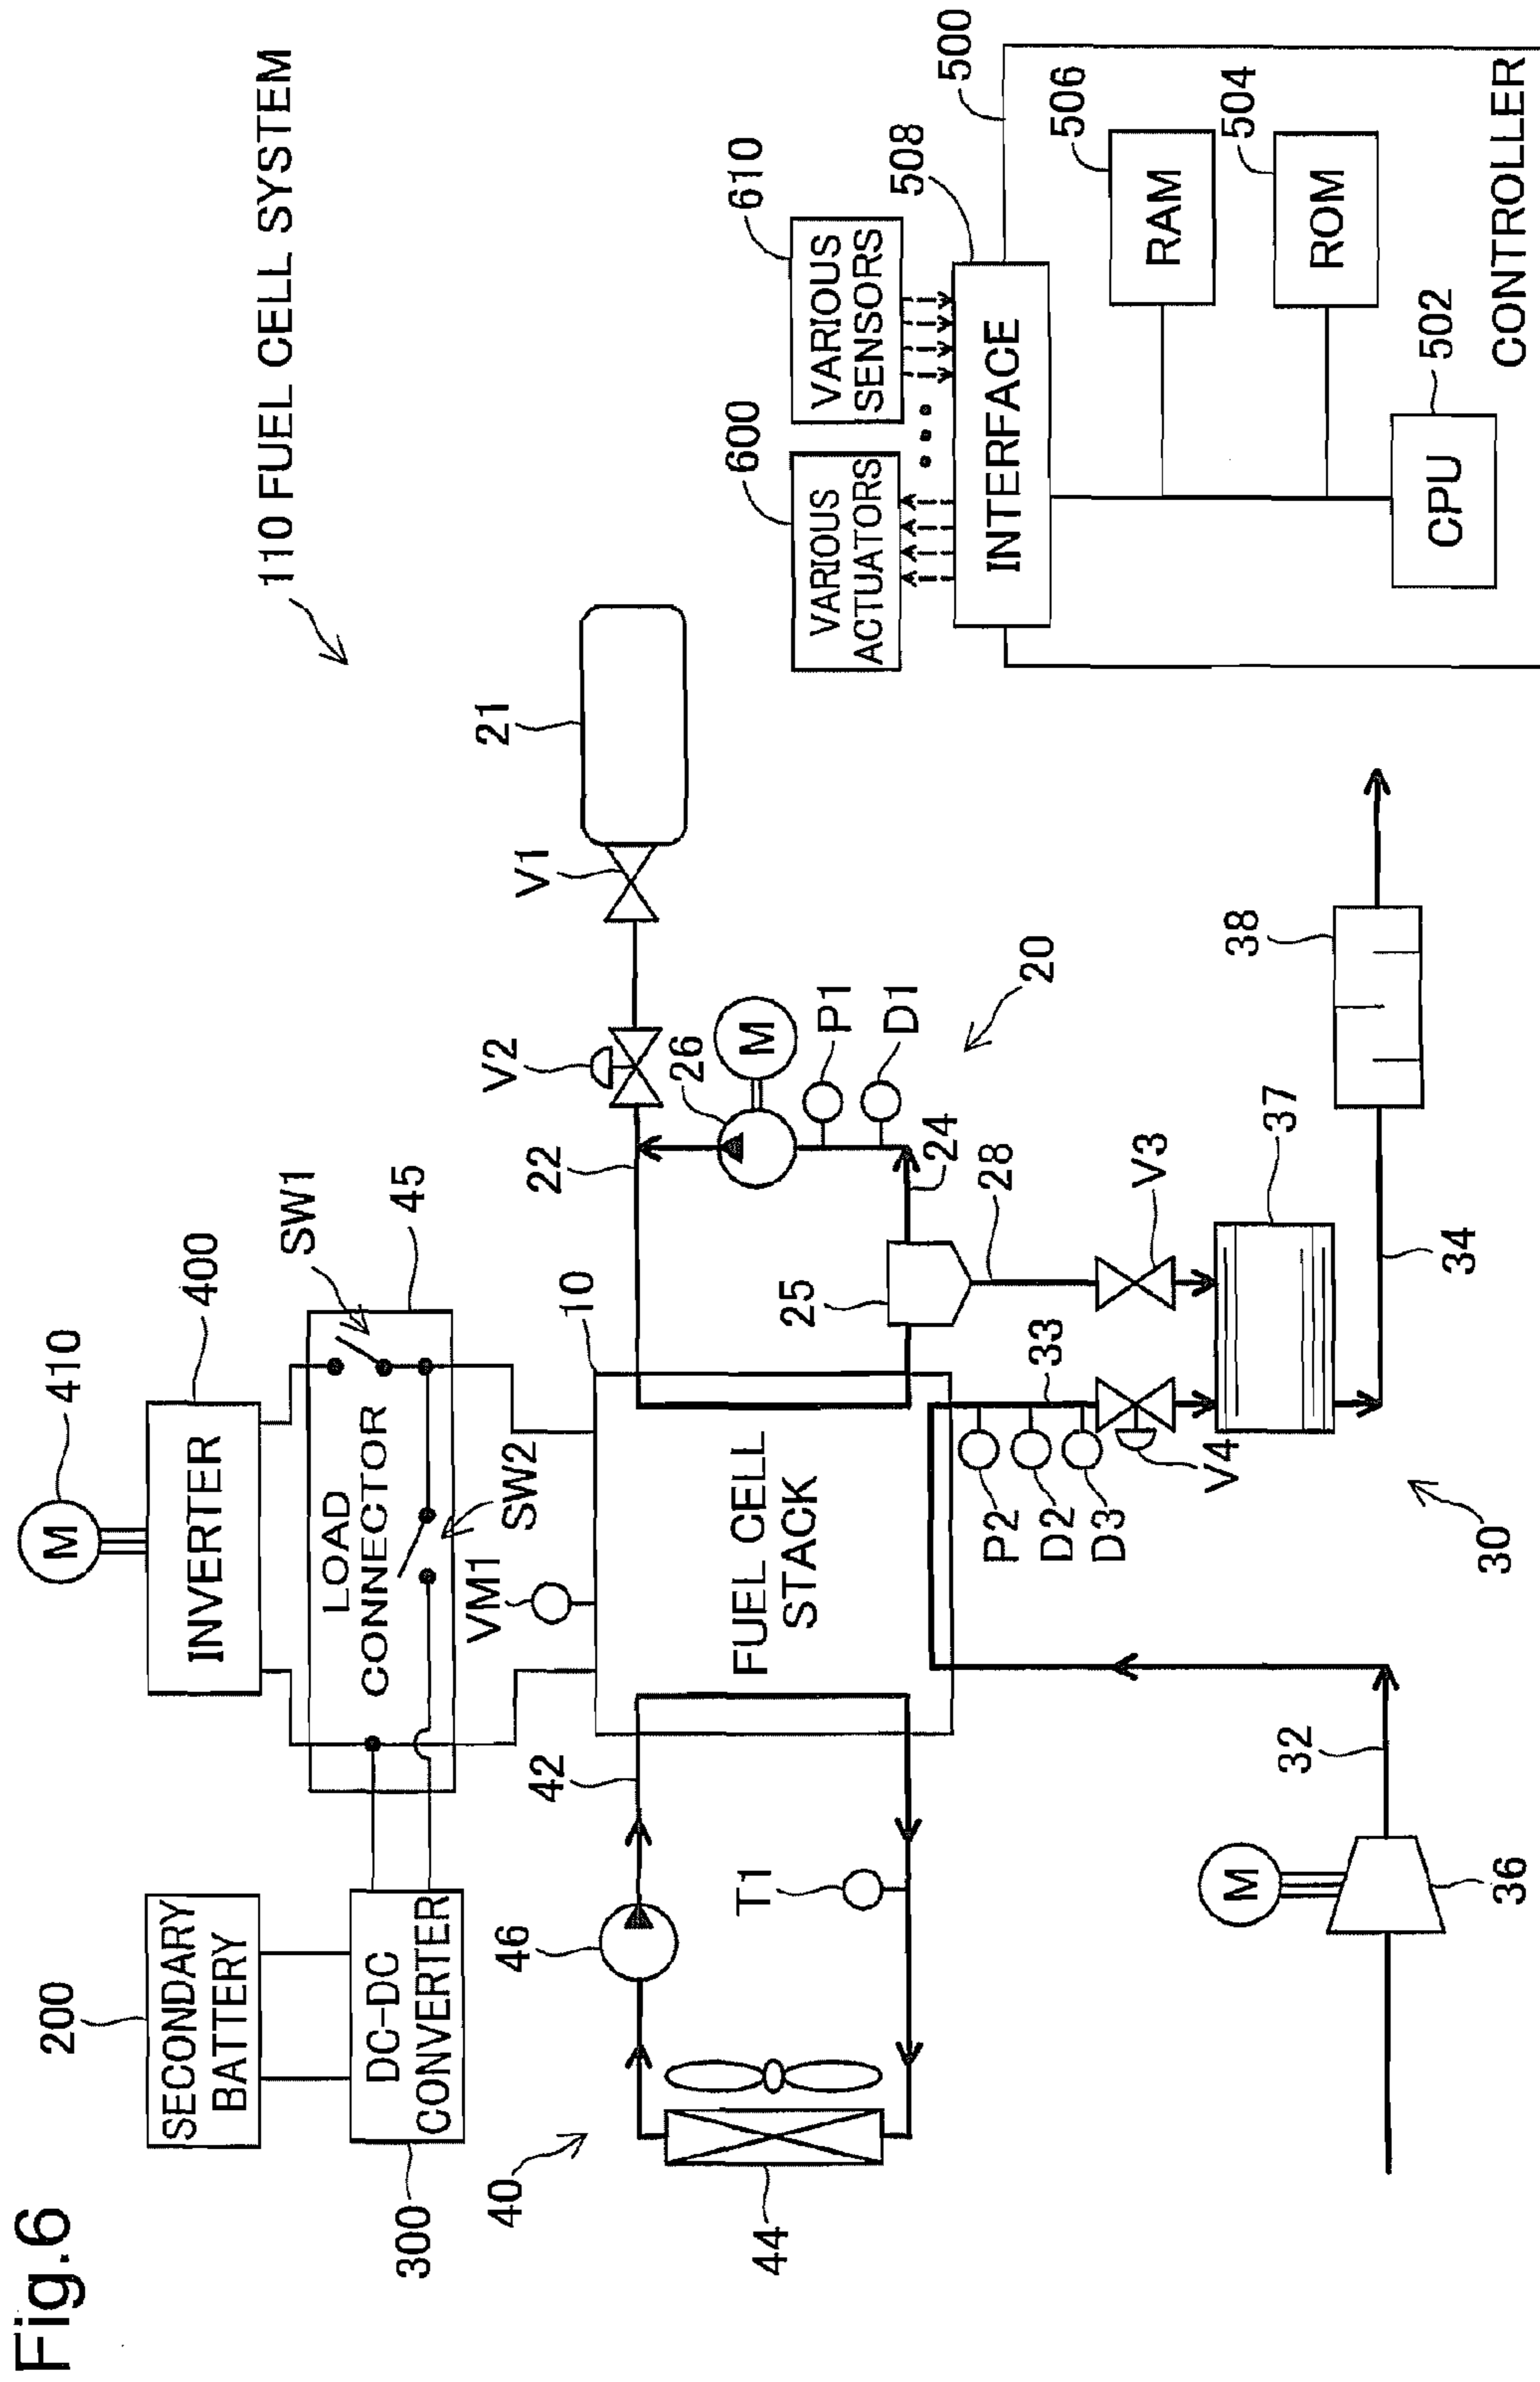 Fig.6
110 FUEL CELL SYSTEM
410
M
400
INVERTER
SW1
45
LOAD
CONNECTOR
SW2
VM1
200
SECONDARY
BATTERY
300
DC-DC
CONVERTER
10
FUEL CELL
STACK
40
42
46
44
T1
22
V2
V1
21
26
M
P1
D1
20
24
25
28
V3
33
P2
D2
D3
V4
30
37
38
34
32
M
36
600
VARIOUS
ACTUATORS
610
VARIOUS
SENSORS
508
INTERFACE
500
506
RAM
504
ROM
502
CPU
CONTROLLER